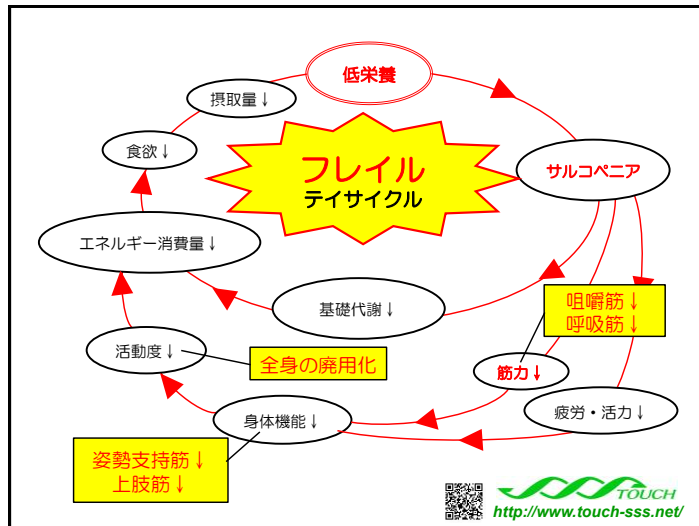 低栄養
摂取量↓
フレイル
テイサイクル
食欲↓
サルコペニア
エネルギー消費量↓
基礎代謝↓
咀嚼筋↓
呼吸筋↓
活動度↓
全身の廃用化
筋力↓
身体機能↓
疲労・活力↓
姿勢支持筋↓
上肢筋↓
TOUCH
http://www.touch-sss.net/